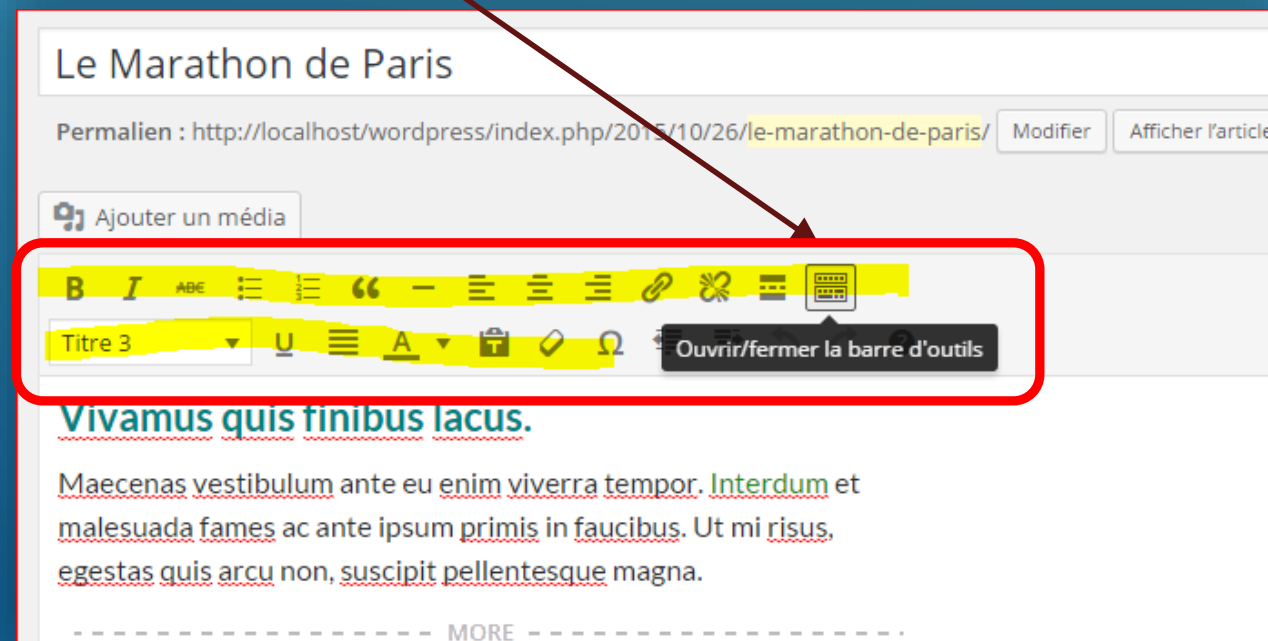 Le Marathon de Paris
Permalien : http://localhost/wordpress/index.php/2015/10/26/le-marathon-de-paris/ Modifier Afficher l'article
Ajouter un média
B I ABE
Titre 3 U A T Ω
Ouvrir/fermer la barre d'outils
Vivamus quis finibus lacus.
Maecenas vestibulum ante eu enim viverra tempor. Interdum et
malesuada fames ac ante ipsum primis in faucibus. Ut mi risus,
egestas quis arcu non, suscipit pellentesque magna.
MORE